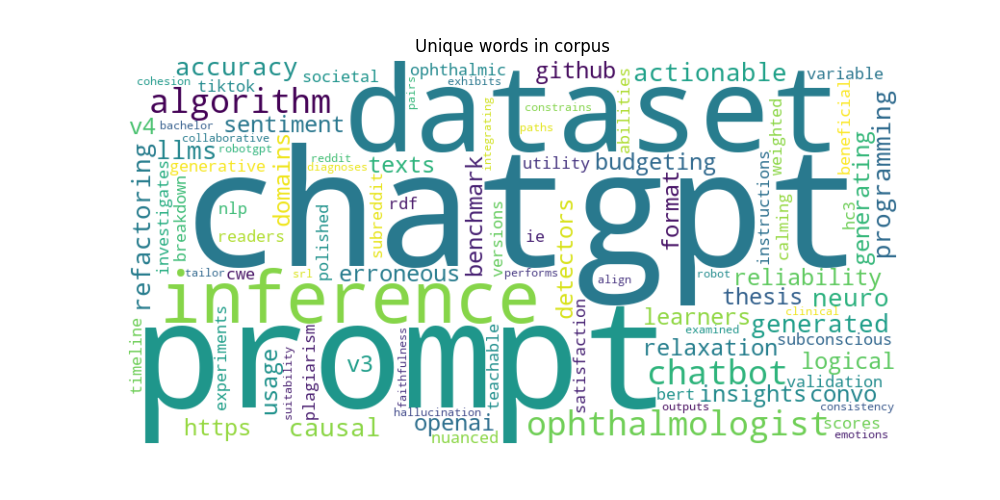 Unique words in corpus
accuracy
societal
ophthalmic
github
actionable
variable
cohesion
tiktok
exhibits
pairs
dataset
abilities
algorithm
constrains
integrating
weighted
beneficial
programming
v4
bachelor
sentiment
paths
collaborative
llms
robotgpt
reddit
texts
utility
budgeting
generative
diagnoses
domains
chatgpt
refactoring
investigates
breakdown
nlp
readers
polished
subreddit
rdf
benchmark
versions
ie
detectors
format
instructions
calming
hc3
generating
tailor
cwe
srl
erroneous
performs
align
robot
reliability
inference
thesis
neuro
learners
clinical
generated
examined
subconscious
timeline
experiments
usage
suitability
plagiarism
prompt
v3
faithfulness
teachable
satisfaction
relaxation
logical
chatbot
validation
bert
insights
convo
outputs
consistency
https
causal
hallucination
openai
nuanced
ophthalmologist
scores
emotions